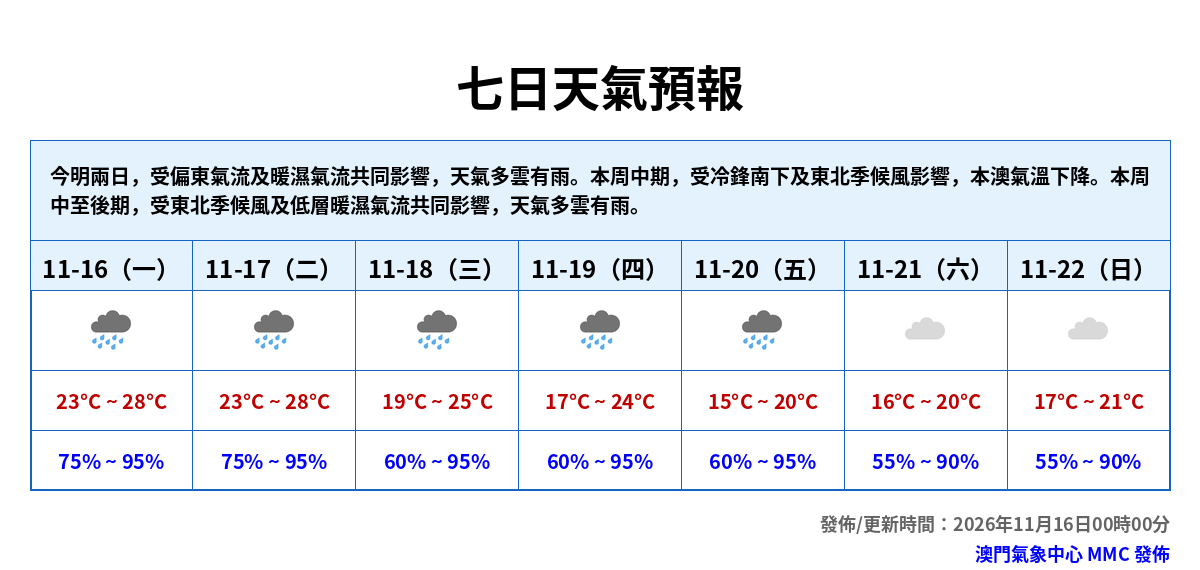 七日天氣預報
今明兩日，受偏東氣流及暖濕氣流共同影響，天氣多雲有雨。本周中期，受冷鋒南下及東北季候風影響，本澳氣溫下降。本周
中至後期，受東北季候風及低層暖濕氣流共同影響，天氣多雲有雨。
11-16（一） 11-17（二） 11-18（三） 11-19（四） 11-20（五） 11-21（六） 11-22（日）
23°C ~ 28°C 23°C ~ 28°C 19°C ~ 25°C 17°C ~ 24°C 15°C ~ 20°C 16°C ~ 20°C 17°C ~ 21°C
75% ~ 95% 75% ~ 95% 60% ~ 95% 60% ~ 95% 60% ~ 95% 55% ~ 90% 55% ~ 90%
發佈/更新時間：2026年11月16日00時00分
澳門氣象中心 MMC 發佈